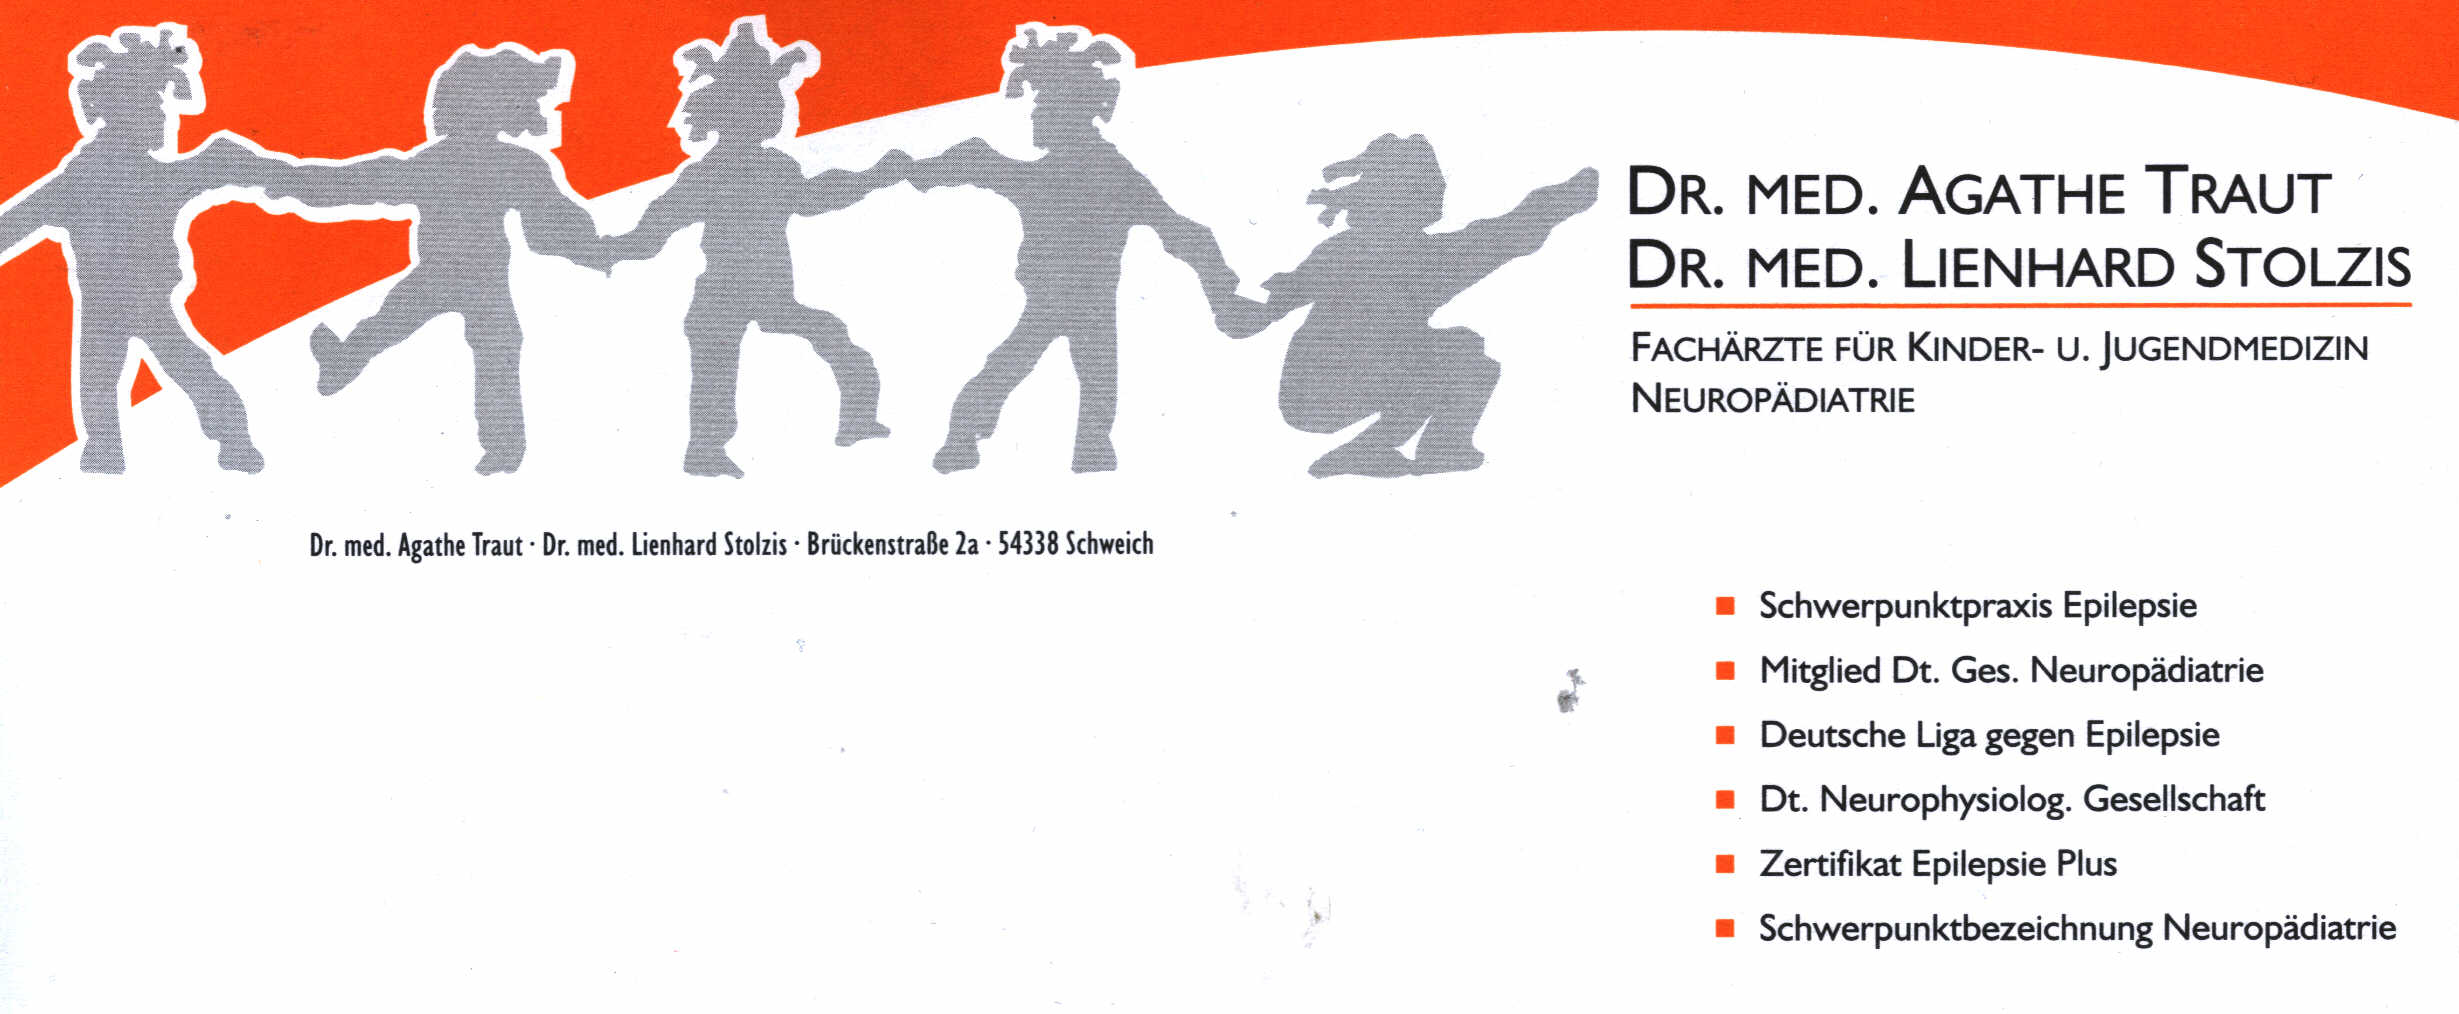 Dr. med. Agathe Traut
Dr. med. Lienhard Stolzis
Fachärzte für Kinder- u. Jugendmedizin
Neuropädiatrie
Dr. med. Agathe Traut · Dr. med. Lienhard Stolzis · Brückenstraße 2a · 54338 Schweich
Schwerpunktpraxis Epilepsie
Mitglied Dt. Ges. Neuropädiatrie
Deutsche Liga gegen Epilepsie
Dt. Neurophysiolog. Gesellschaft
Zertifikat Epilepsie Plus
Schwerpunktbezeichnung Neuropädiatrie